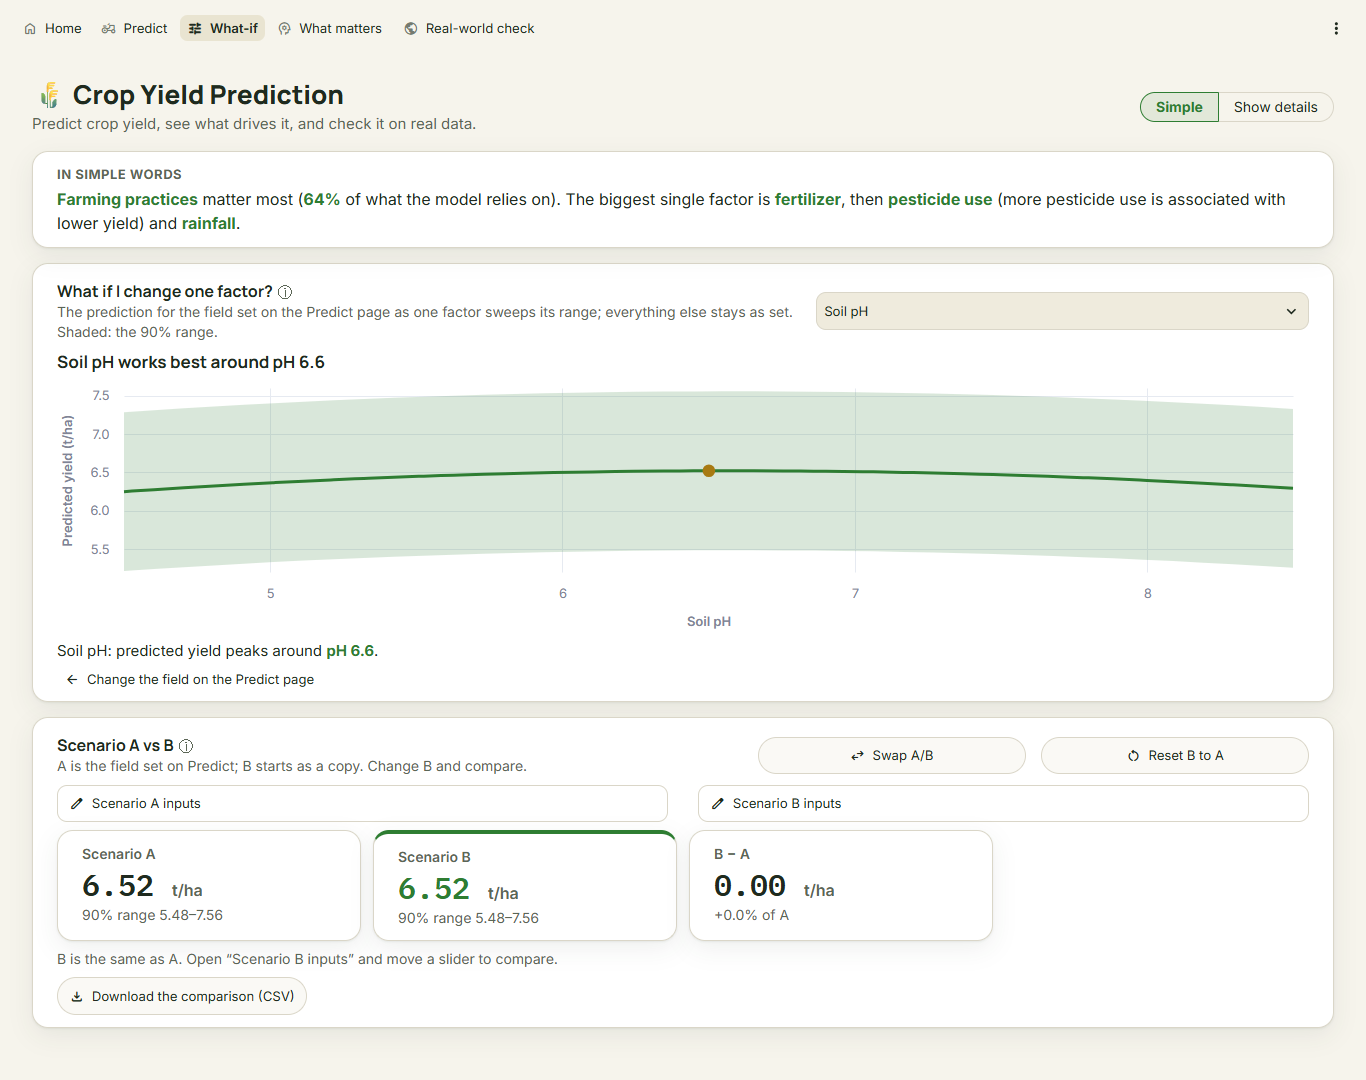 Home
Predict
What-if
What matters
Real-world check
Crop Yield Prediction
Predict crop yield, see what drives it, and check it on real data.
Simple
Show details
IN SIMPLE WORDS
Farming practices matter most (64% of what the model relies on). The biggest single factor is fertilizer, then pesticide use (more pesticide use is associated with
lower yield) and rainfall.
What if I change one factor?
The prediction for the field set on the Predict page as one factor sweeps its range; everything else stays as set.
Shaded: the 90% range.
Soil pH
Soil pH works best around pH 6.6
Predicted yield (t/ha)
7.5
7.0
6.5
6.0
5.5
5
6
7
8
Soil pH
Soil pH: predicted yield peaks around pH 6.6.
Change the field on the Predict page
Scenario A vs B
A is the field set on Predict; B starts as a copy. Change B and compare.
Swap A/B
Reset B to A
Scenario A inputs
Scenario B inputs
Scenario A
6.52 t/ha
90% range 5.48–7.56
Scenario B
6.52 t/ha
90% range 5.48–7.56
B − A
0.00 t/ha
+0.0% of A
B is the same as A. Open “Scenario B inputs” and move a slider to compare.
Download the comparison (CSV)